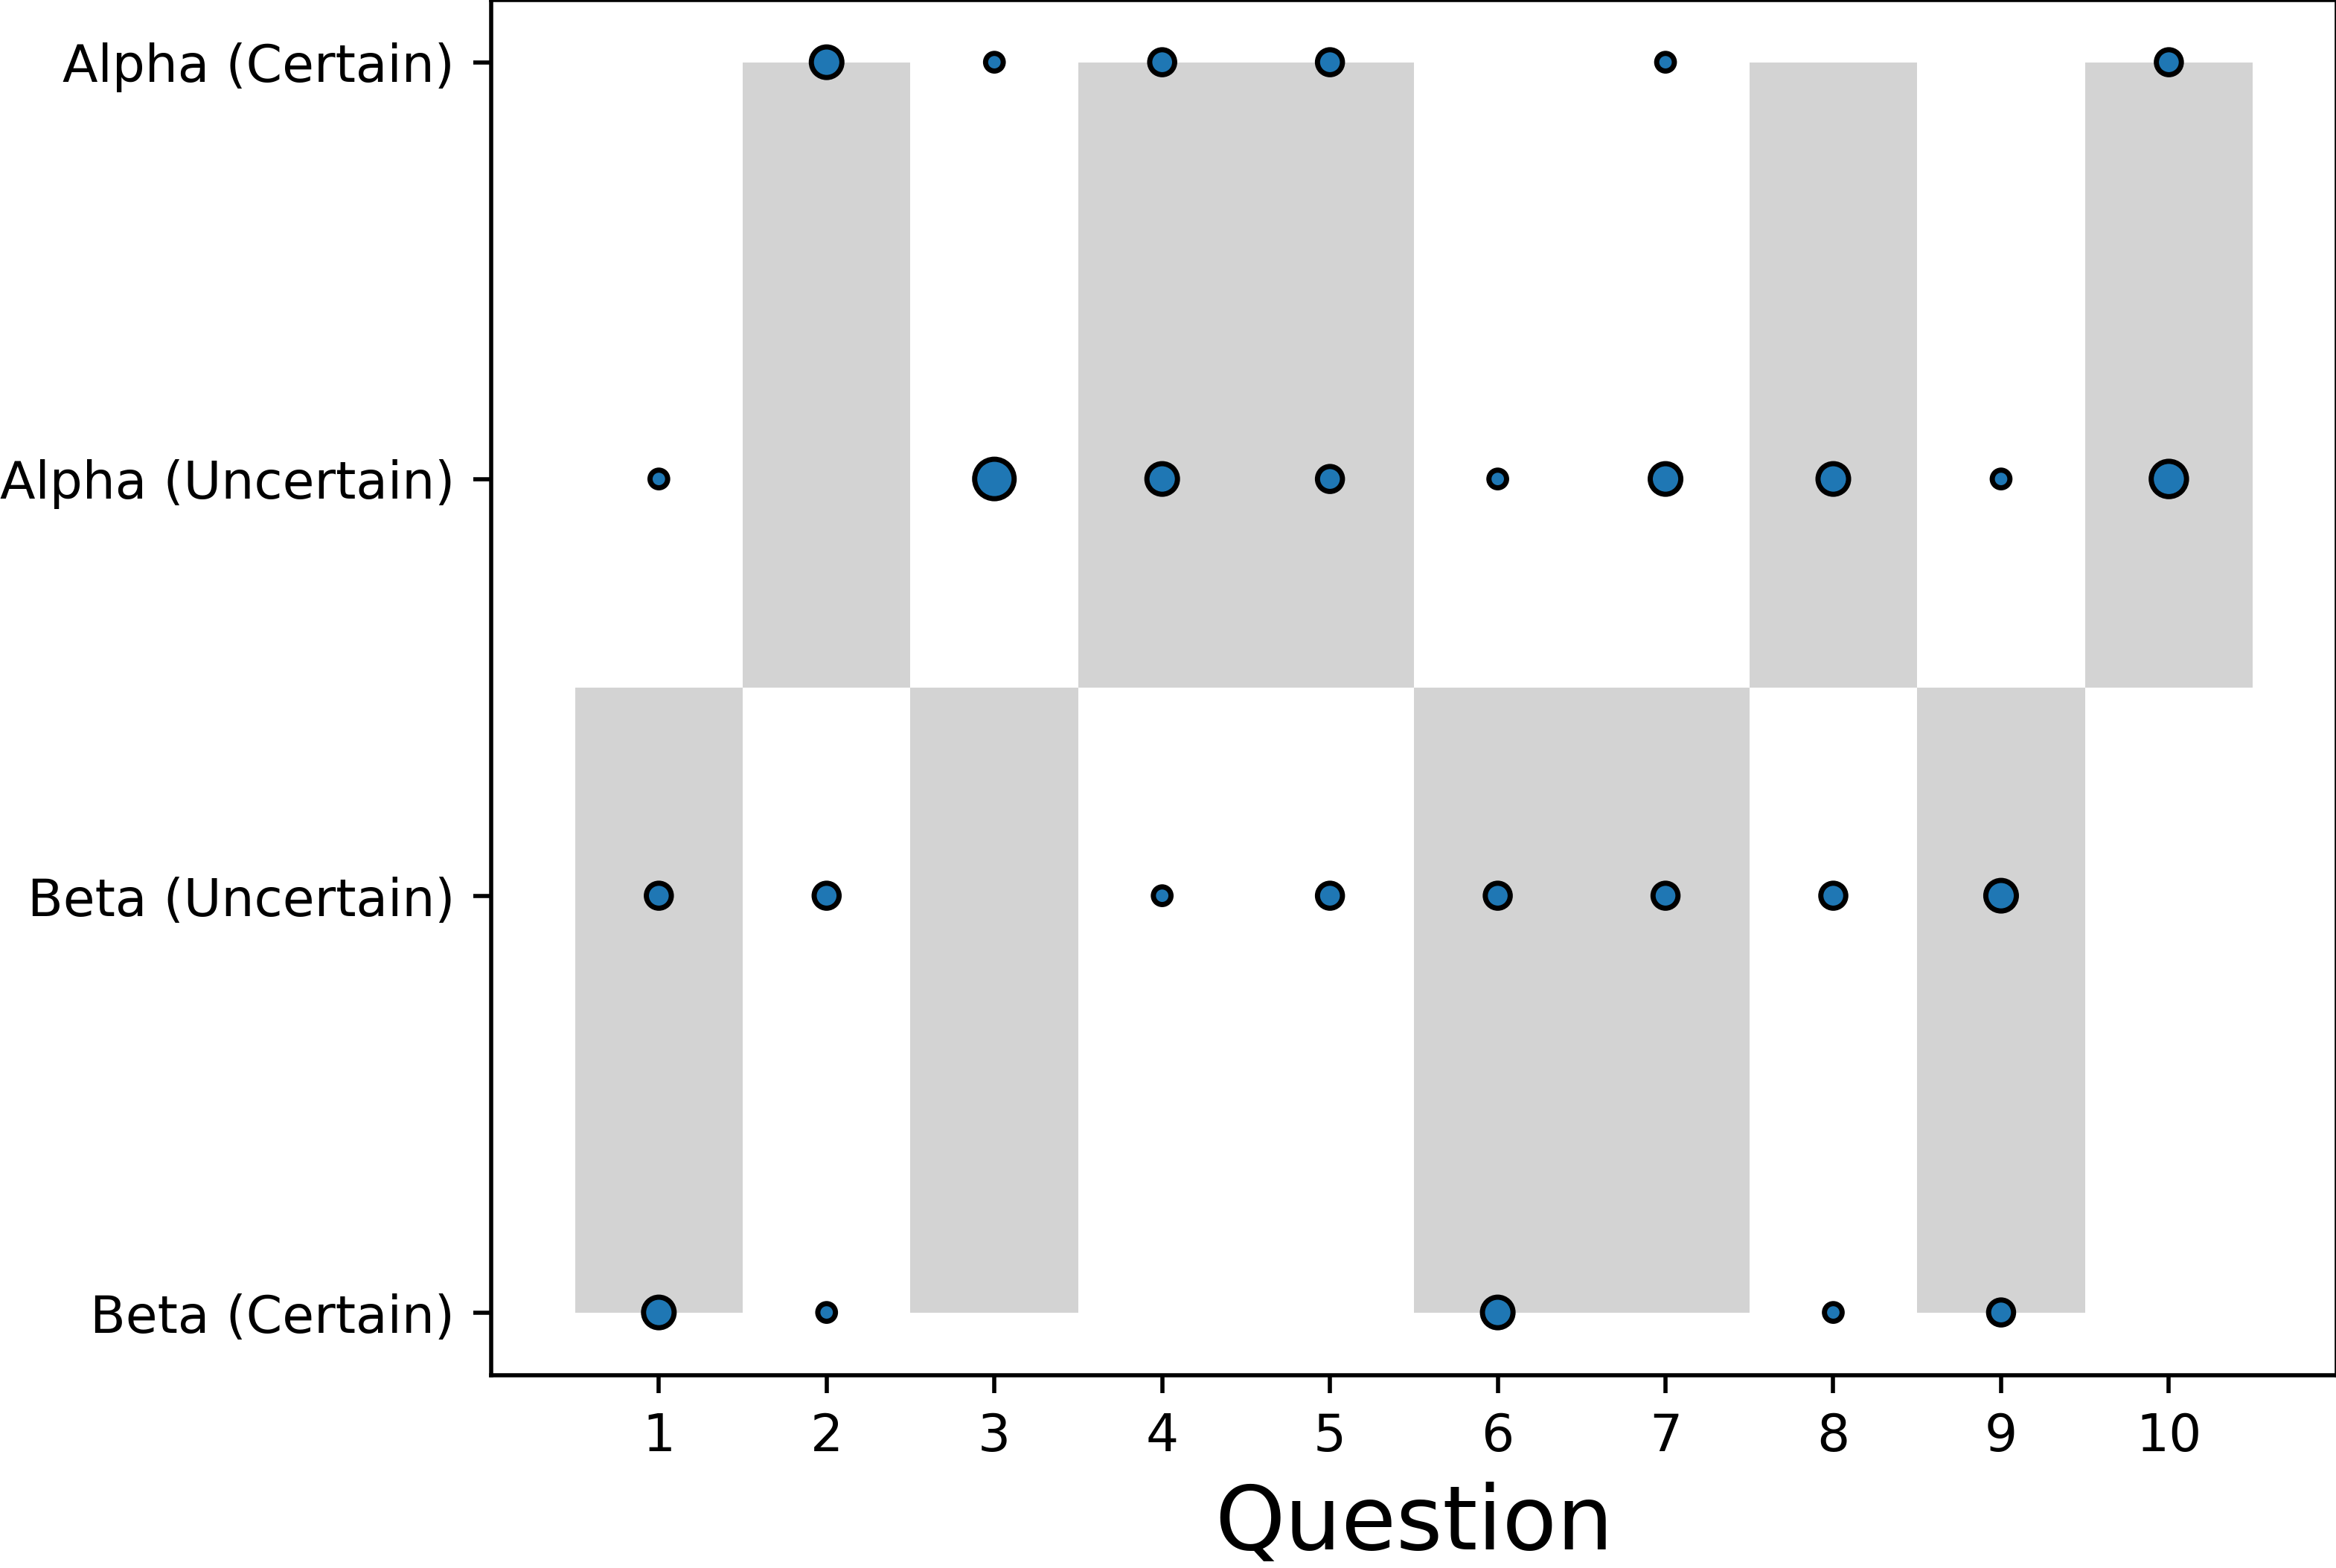 Alpha (Certain)
Alpha (Uncertain)
Beta (Uncertain)
Beta (Certain)
1 2 3 4 5 6 7 8 9 10
Question